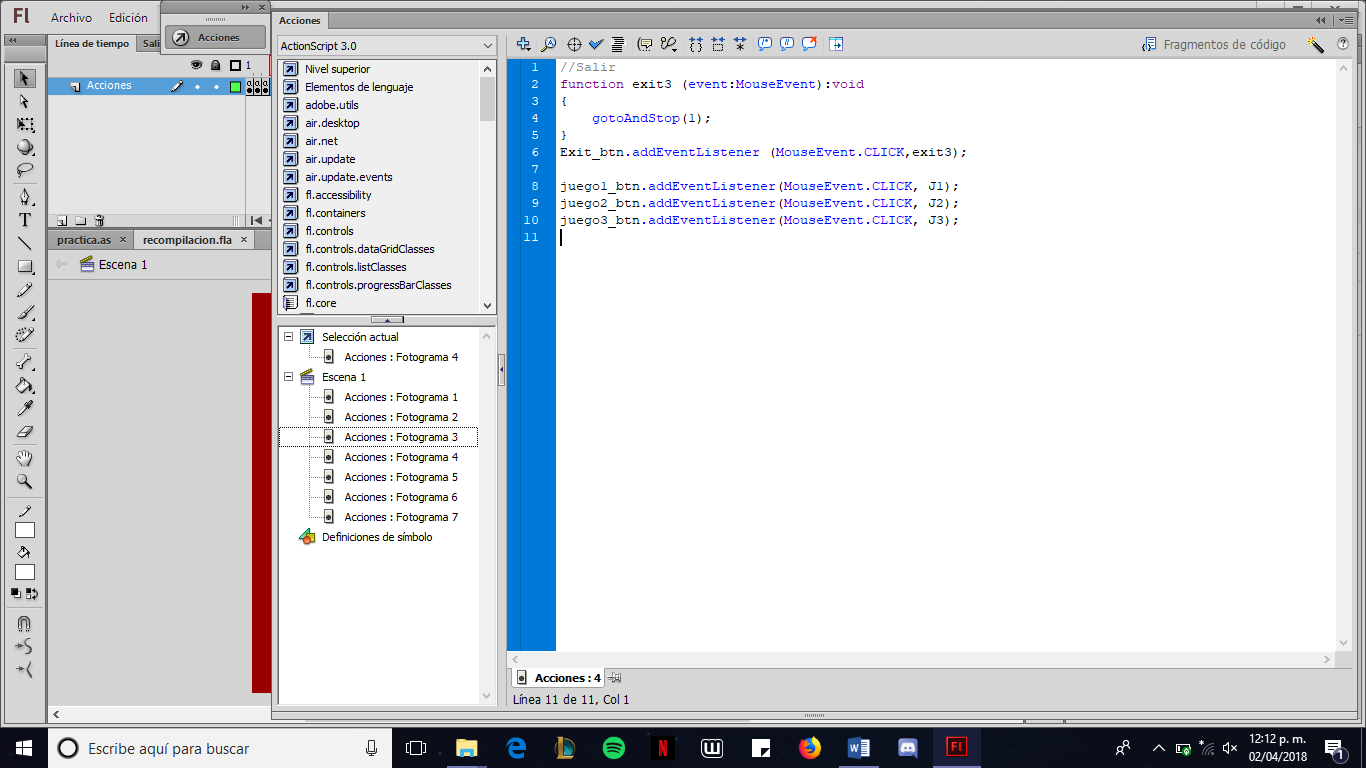 Fl Archivo Edición
Acciones
Línea de tiempo Sali
1
Acciones
practica.as × recompilacion.fla ×
Escena 1
Acciones
ActionScript 3.0
Nivel superior
Elementos de lenguaje
adobe.utils
air.desktop
air.net
air.update
air.update.events
fl.accessibility
fl.containers
fl.controls
fl.controls.dataGridClasses
fl.controls.listClasses
fl.controls.progressBarClasses
fl.core
Selección actual
Acciones : Fotograma 4
Escena 1
Acciones : Fotograma 1
Acciones : Fotograma 2
Acciones : Fotograma 3
Acciones : Fotograma 4
Acciones : Fotograma 5
Acciones : Fotograma 6
Acciones : Fotograma 7
Definiciones de símbolo
Fragmentos de código
1 //Salir
2 function exit3 (event:MouseEvent):void
3 {
4 gotoAndStop(1);
5 }
6 Exit_btn.addEventListener (MouseEvent.CLICK,exit3);
7
8 juego1_btn.addEventListener(MouseEvent.CLICK, J1);
9 juego2_btn.addEventListener(MouseEvent.CLICK, J2);
10 juego3_btn.addEventListener(MouseEvent.CLICK, J3);
11
Acciones : 4
Línea 11 de 11, Col 1
Escribe aquí para buscar
12:12 p. m.
02/04/2018
1